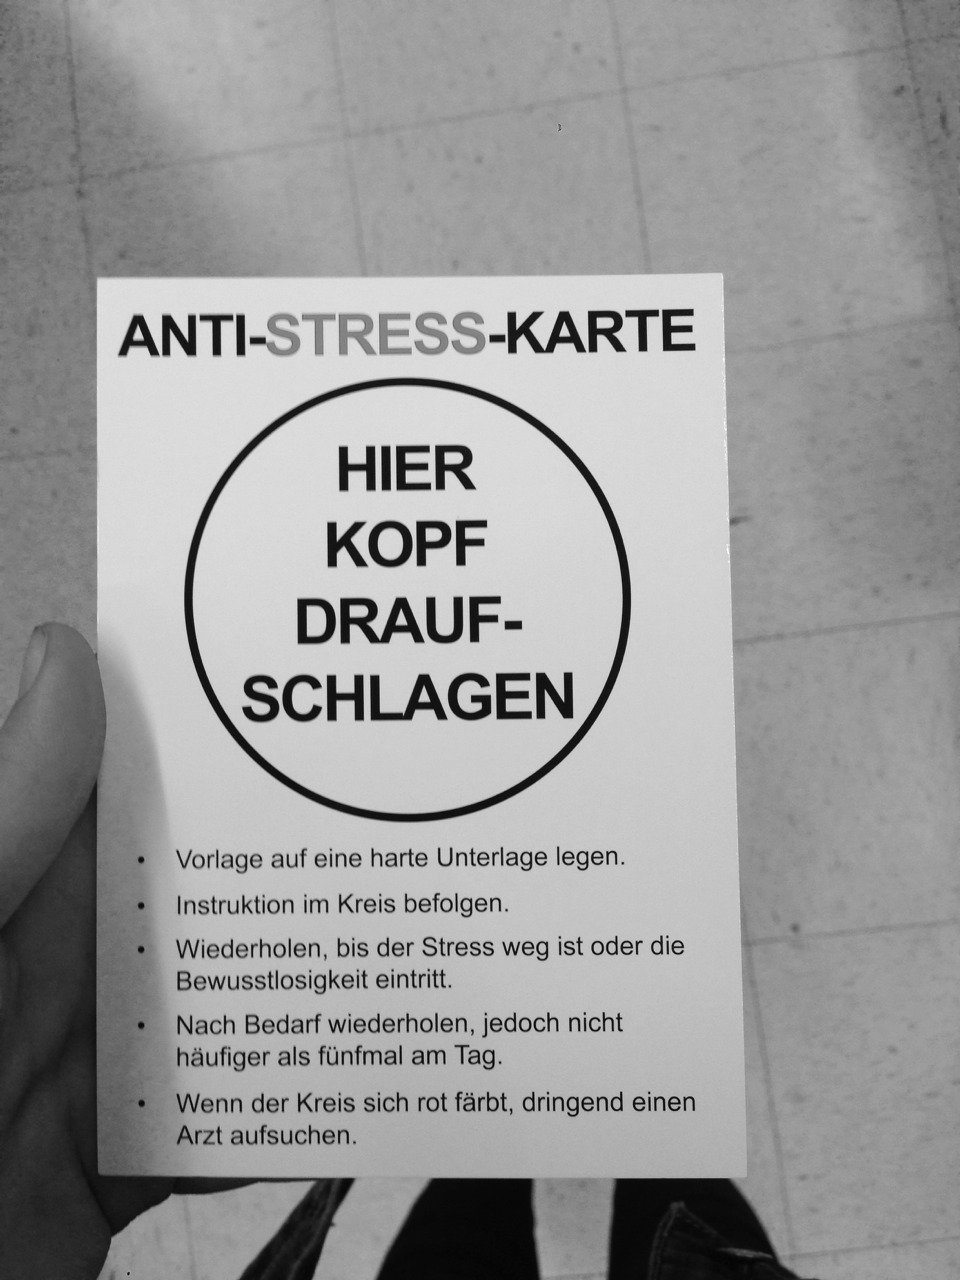 ANTI-STRESS-KARTE
HIER
KOPF
DRAUF-
SCHLAGEN
• Vorlage auf eine harte Unterlage legen.
• Instruktion im Kreis befolgen.
• Wiederholen, bis der Stress weg ist oder die
Bewusstlosigkeit eintritt.
• Nach Bedarf wiederholen, jedoch nicht
häufiger als fünfmal am Tag.
• Wenn der Kreis sich rot färbt, dringend einen
Arzt aufsuchen.